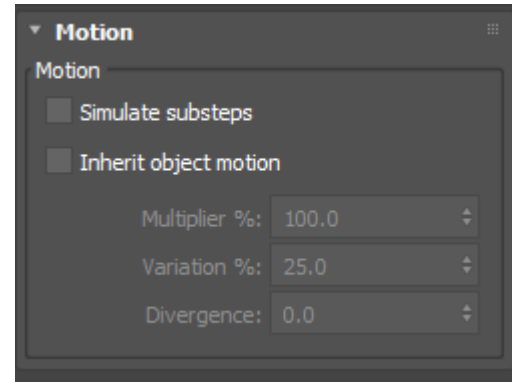 Motion
Motion
Simulate substeps
Inherit object motion
Multiplier %: 100.0
Variation %: 25.0
Divergence: 0.0